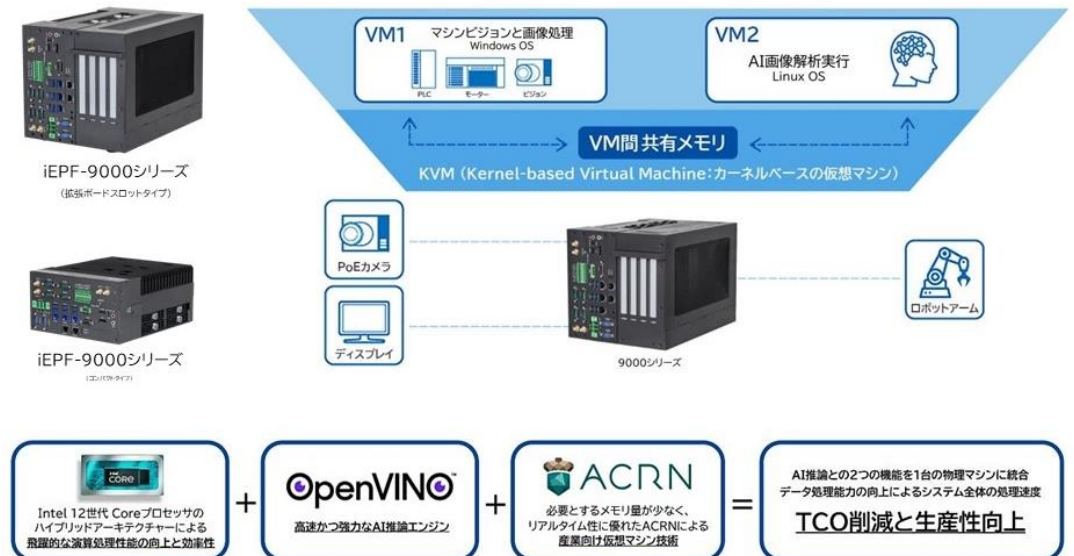 iEPF-9000シリーズ
(拡張ボードスロットタイプ)
iEPF-9000シリーズ
(コンパクトタイプ)
VM1
マシンビジョンと画像処理
Windows OS
PLC
モーター
ビジョン
VM2
AI画像解析実行
Linux OS
VM間共有メモリ
KVM (Kernel-based Virtual Machine:カーネルベースの仮想マシン)
PoEカメラ
ディスプレイ
9000シリーズ
ロボットアーム
intel CORE
Intel 12世代 Coreプロセッサの
ハイブリッドアーキテクチャーによる
飛躍的な演算処理性能の向上と効率性
+
OpenVINO™
高速かつ強力なAI推論エンジン
+
ACRN
必要とするメモリ量が少なく、
リアルタイム性に優れたACRNによる
産業向け仮想マシン技術
=
AI推論との2つの機能を1台の物理マシンに統合
データ処理能力の向上によるシステム全体の処理速度
TCO削減と生産性向上